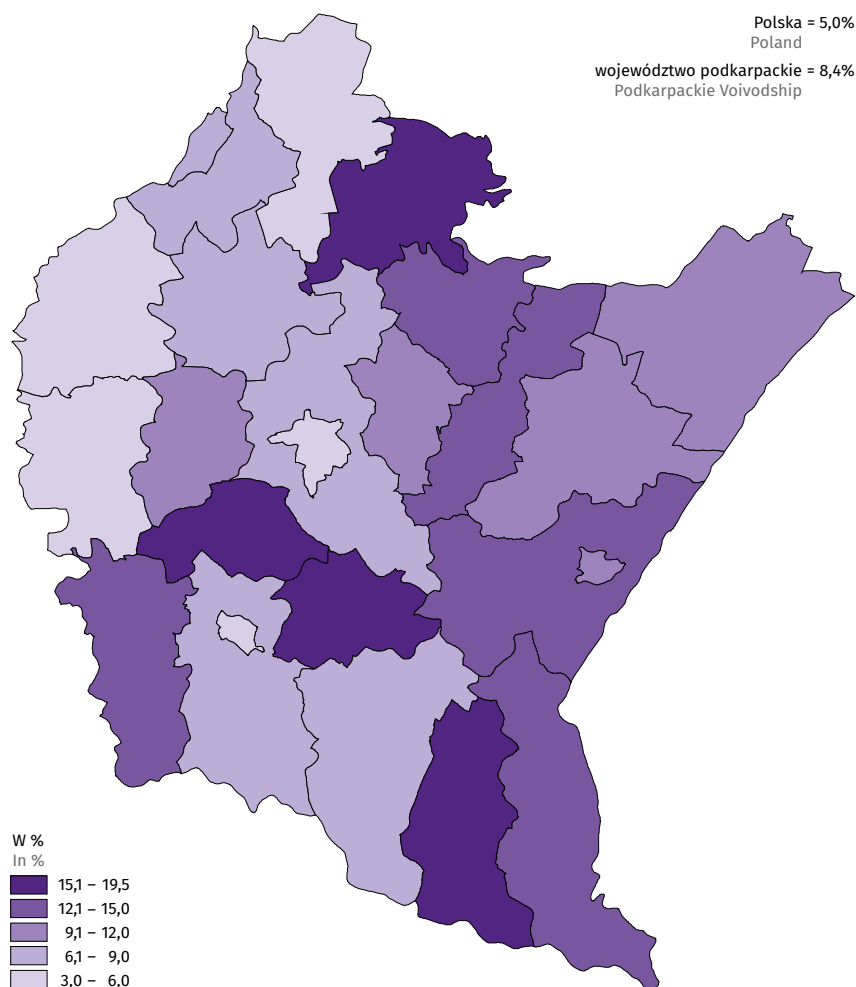 Polska = 5,0%
Poland
województwo podkarpackie = 8,4%
Podkarpackie Voivodship
W %
In %
15,1 – 19,5
12,1 – 15,0
9,1 – 12,0
6,1 – 9,0
3,0 – 6,0